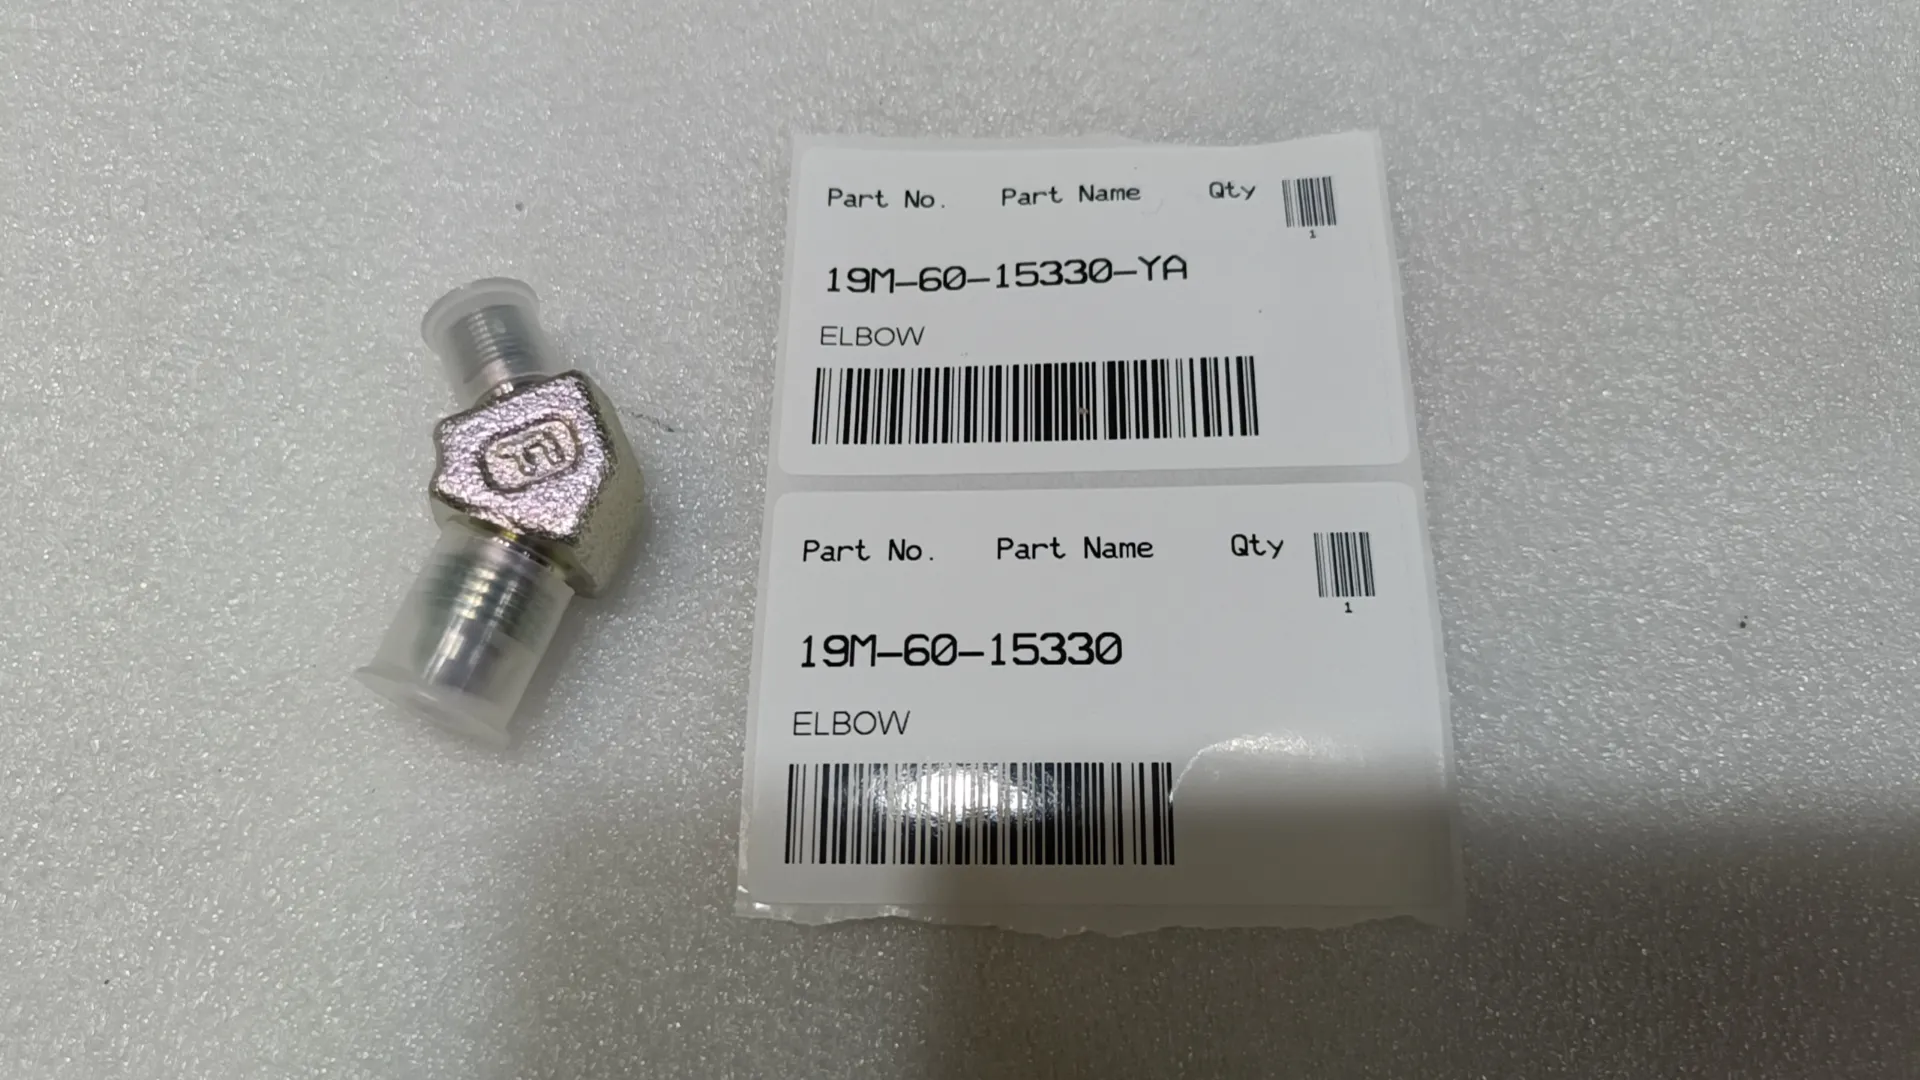 Part No. Part Name Qty
1
19M-60-15330-YA
ELBOW
Part No. Part Name Qty
1
19M-60-15330
ELBOW